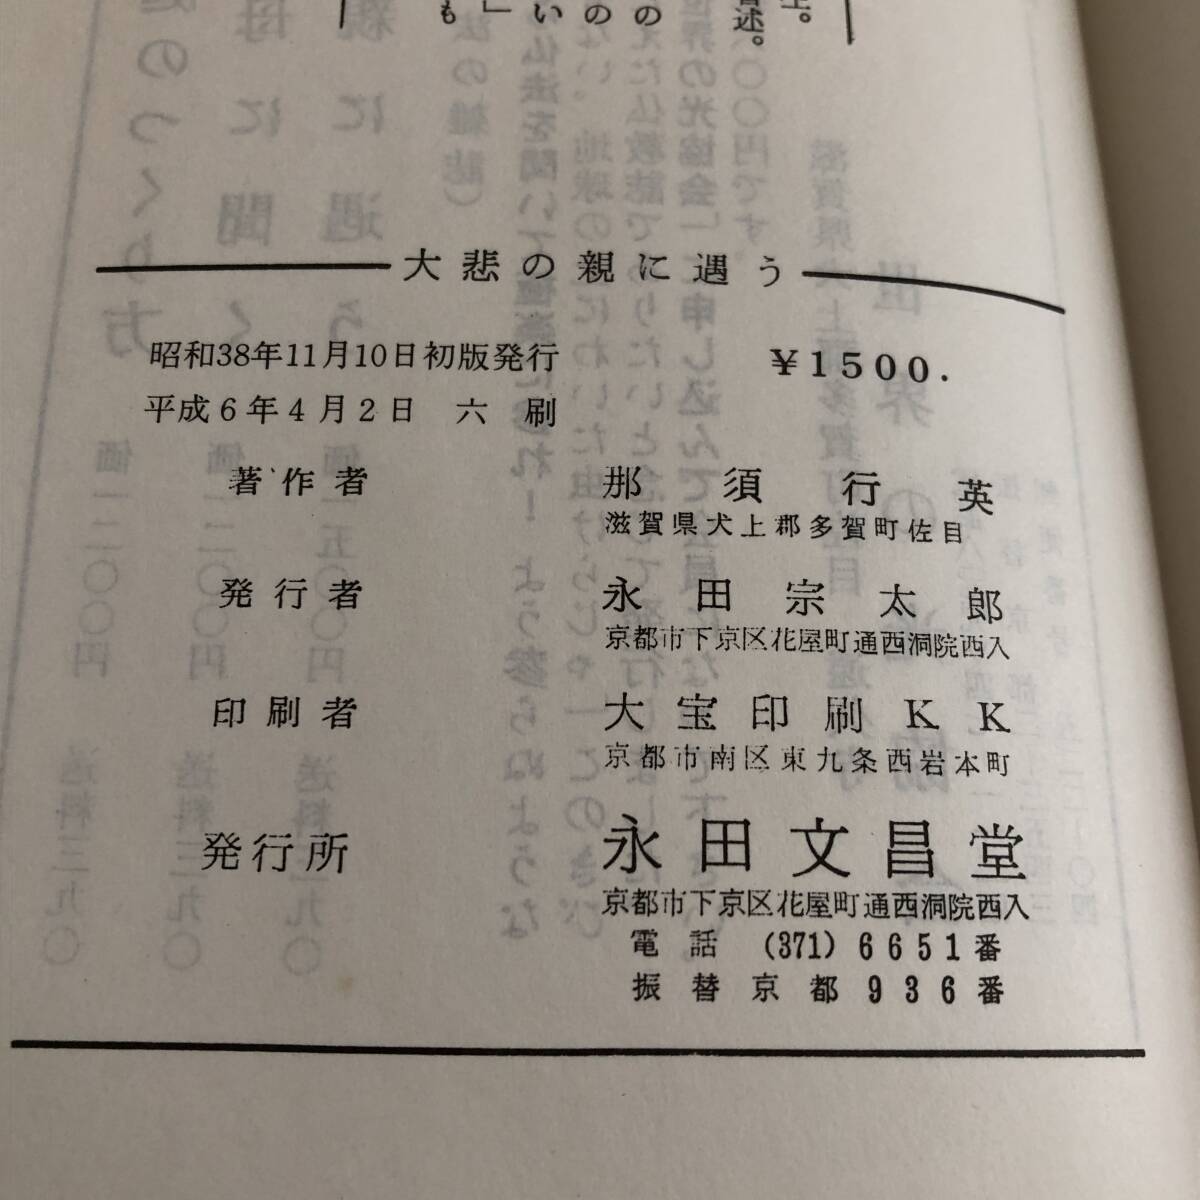 述。
の
の
い
」
も
大悲の親に遇う
昭和38年11月10日初版発行
¥1500.
平成6年4月2日 六刷
著作者 那須行英
滋賀県犬上郡多賀町佐目
発行者 永田宗太郎
京都市下京区花屋町通西洞院西入
印刷者 大宝印刷KK
京都市南区東九条西岩本町
発行所 永田文昌堂
京都市下京区花屋町通西洞院西入
電話 (371) 6651番
振替京都 936番